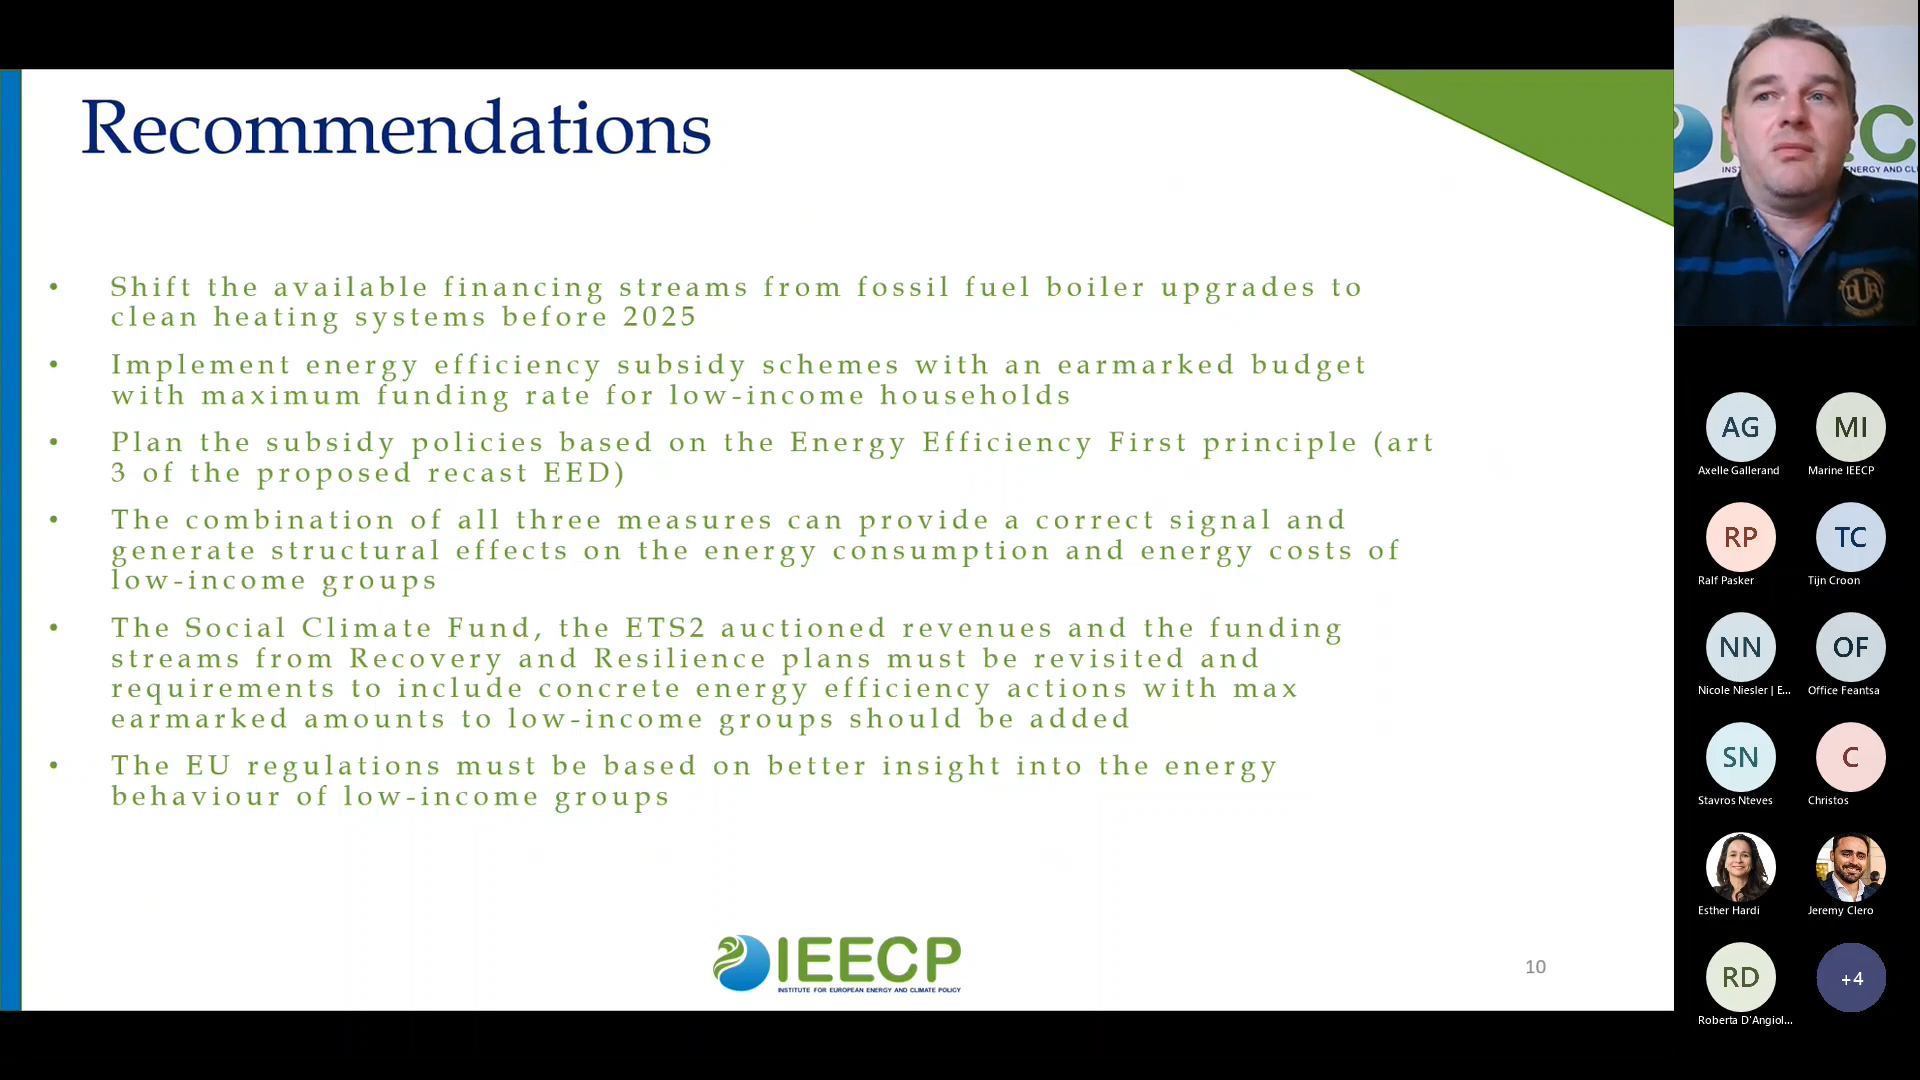 Recommendations
• Shift the available financing streams from fossil fuel boiler upgrades to
clean heating systems before 2025
• Implement energy efficiency subsidy schemes with an earmarked budget
with maximum funding rate for low-income households
• Plan the subsidy policies based on the Energy Efficiency First principle (art
3 of the proposed recast EED)
• The combination of all three measures can provide a correct signal and
generate structural effects on the energy consumption and energy costs of
low-income groups
• The Social Climate Fund, the ETS2 auctioned revenues and the funding
streams from Recovery and Resilience plans must be revisited and
requirements to include concrete energy efficiency actions with max
earmarked amounts to low-income groups should be added
• The EU regulations must be based on better insight into the energy
behaviour of low-income groups
IEECP
INSTITUTE FOR EUROPEAN ENERGY AND CLIMATE POLICY
10
C
INS
ENERGY AND CL
AG
MI
Axelle Gallerand
Marine IEECP
RP
TC
Ralf Pasker
Tijn Croon
NN
OF
Nicole Niesler | E...
Office Feantsa
SN
C
Stavros Nteves
Christos
Esther Hardi
Jeremy Clero
RD
+4
Roberta D'Angiol...